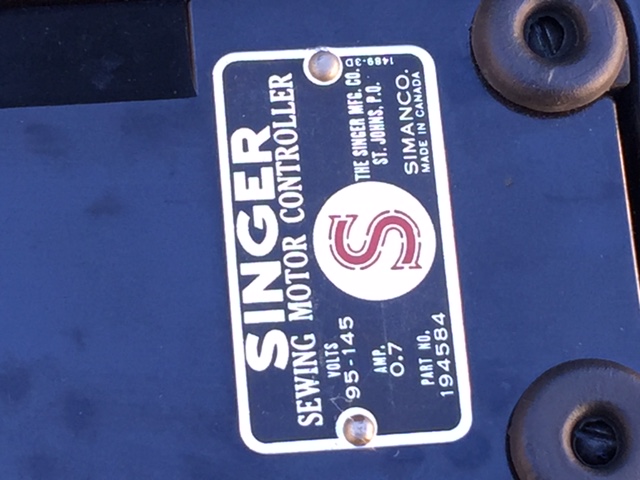 SINGER
SEWING MOTOR CONTROLLER
VOLTS
95-145
AMP.
0.7
PART NO.
194584
S
1489-3D
THE SINGER MFG. CO.
ST. JOHNS, P.Q.
SIMANCO.
MADE IN CANADA